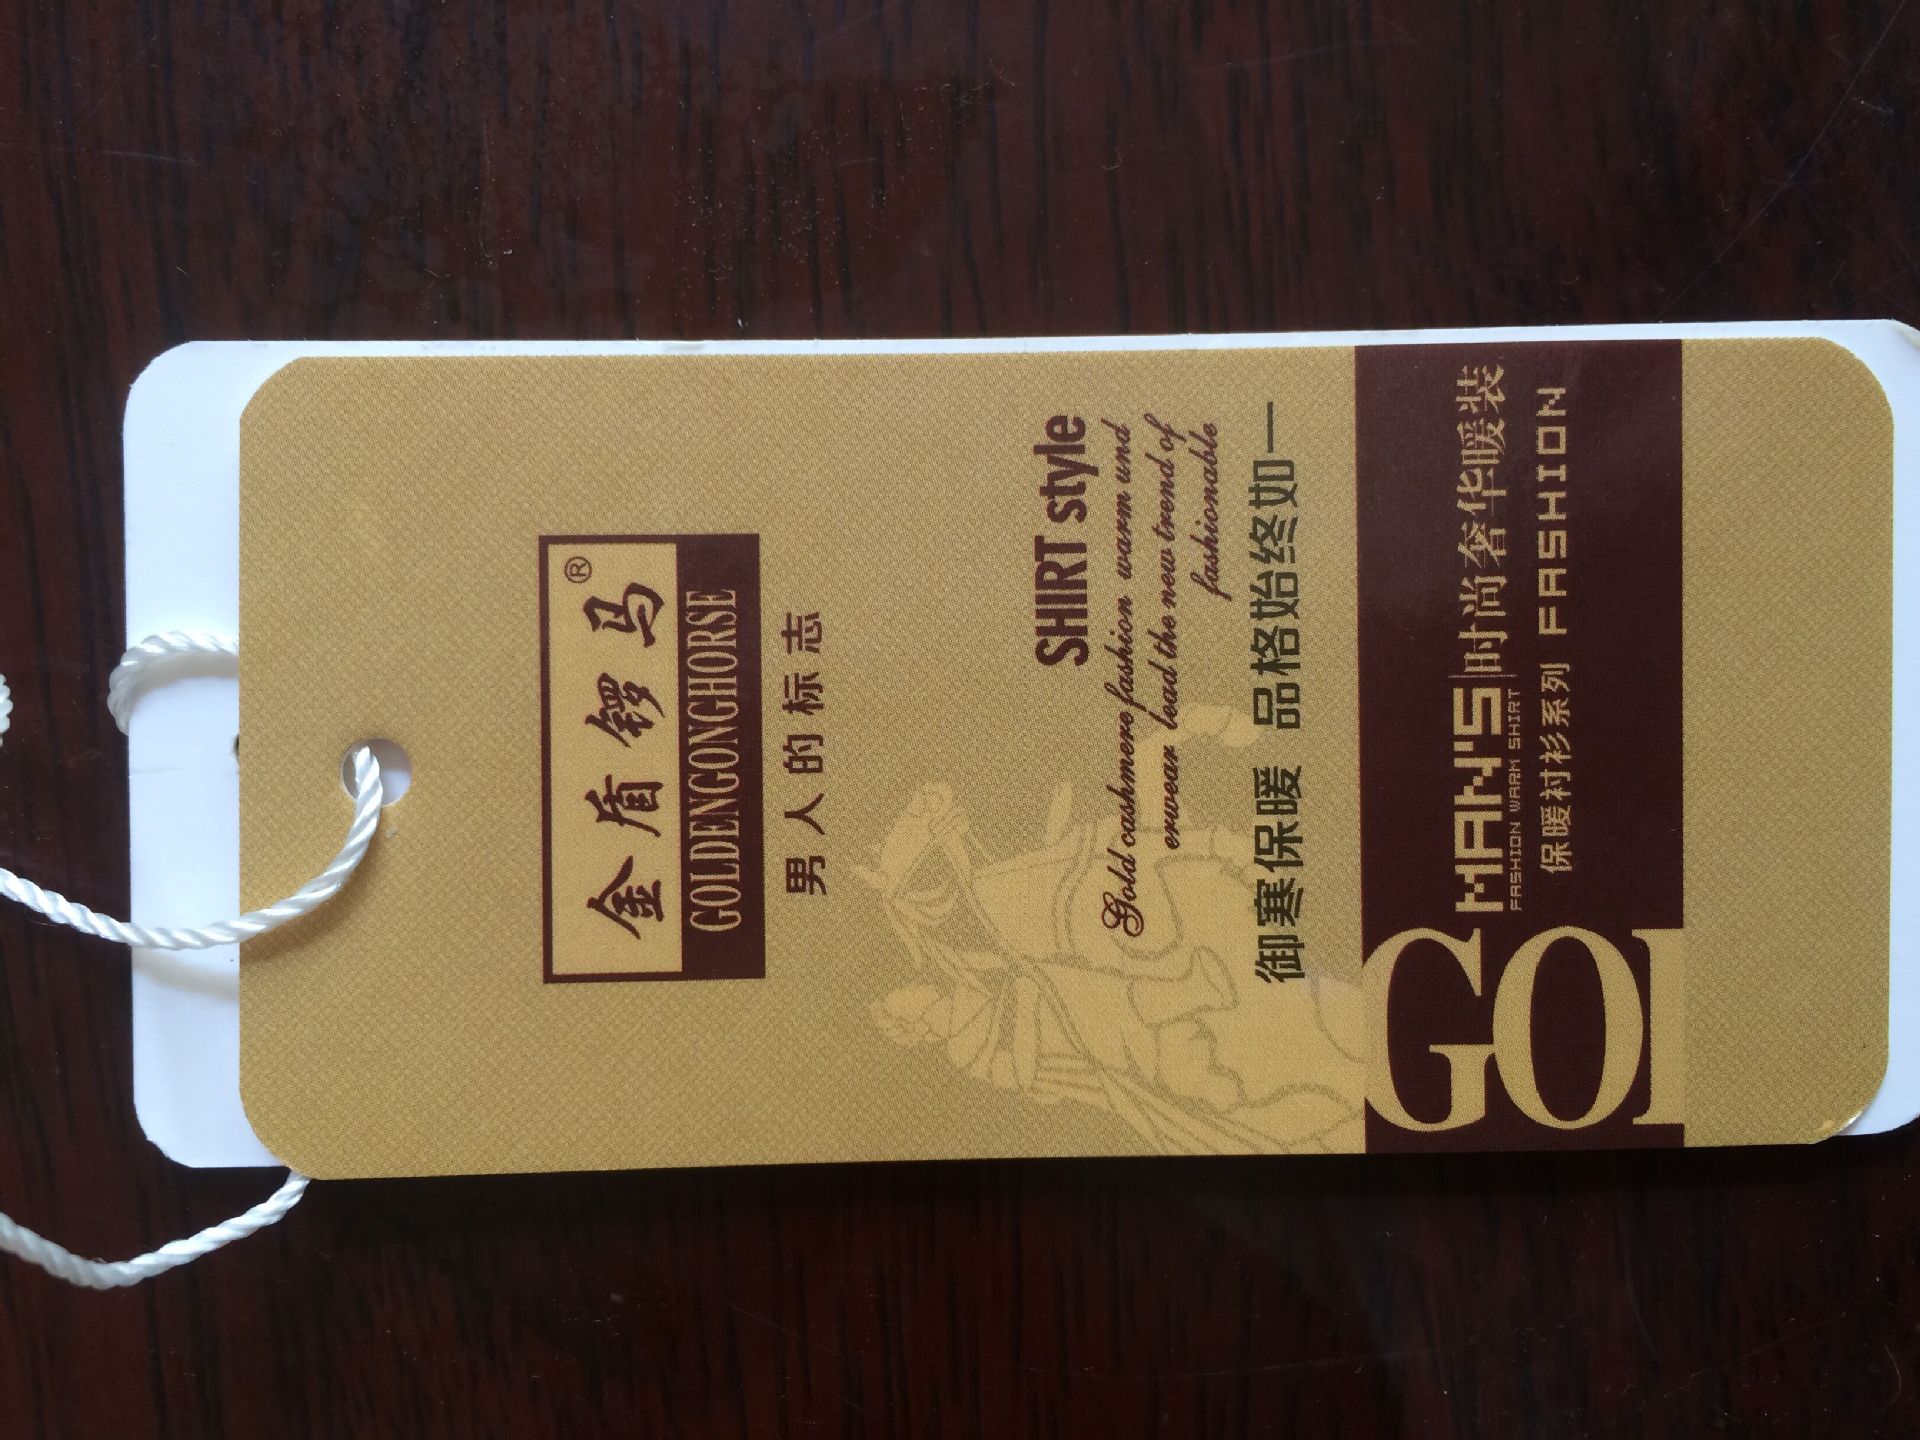 金盾锣马®
GOLDENGONGHORSE
男人的标志
SHIRT style
Gold cashmere fashion warm und
erwear lead the new trend of
fashionable
御寒保暖 品格始终如一
MAN'S 时尚奢华暖装
FASHION WARM SHIRT
保暖衬衫系列 FASHION
GOL